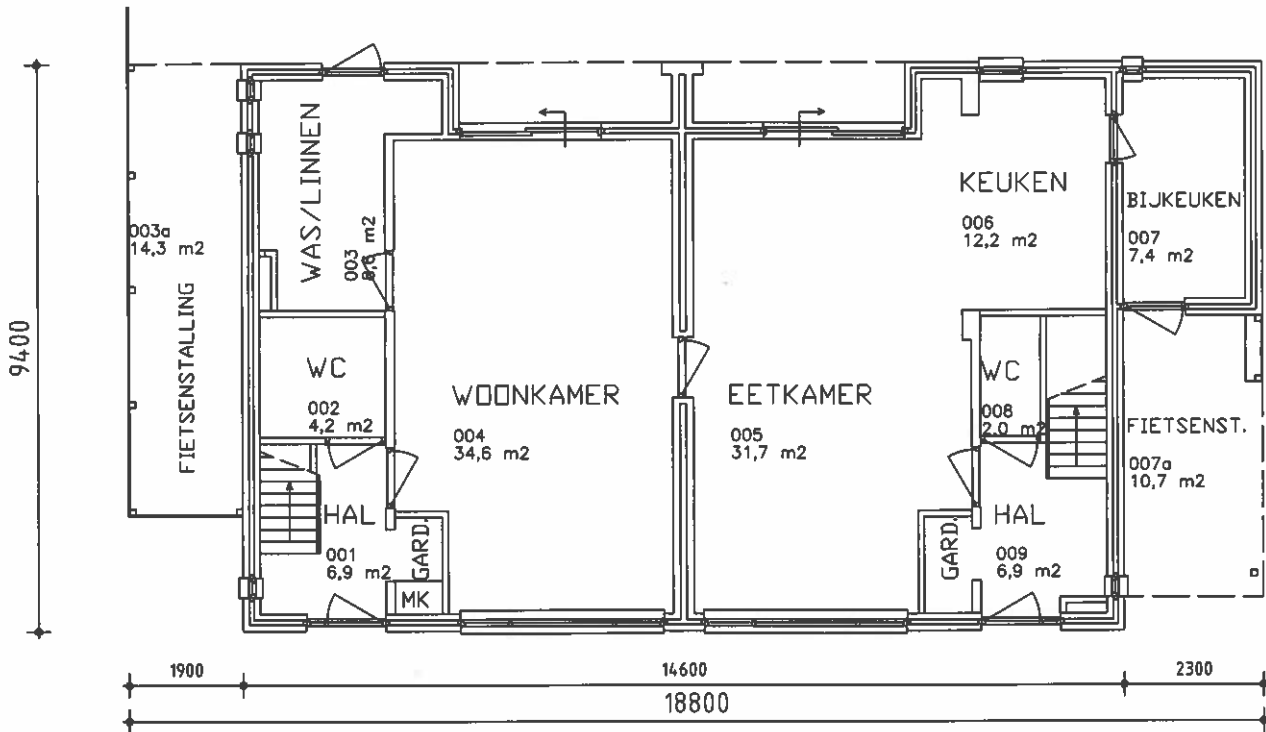 WAS/LINNEN
003
8,6 m2
003a
14,3 m2
FIETSENSTALLING
9400
WC
002
4,2 m2
HAL
001
6,9 m2
GARD.
MK
WOONKAMER
004
34,6 m2
EETKAMER
005
31,7 m2
KEUKEN
006
12,2 m2
BIJKEUKEN
007
7,4 m2
WC
008
2,0 m2
FIETSENST.
007a
10,7 m2
GARD.
HAL
009
6,9 m2
1900
14600
2300
18800